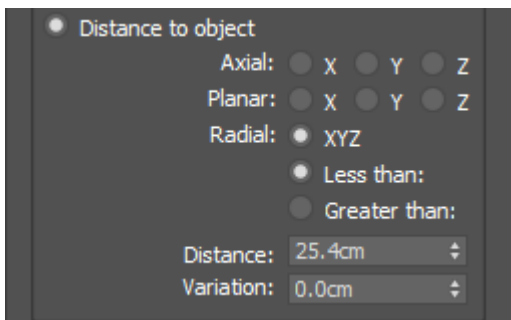 Distance to object
Axial: X Y Z
Planar: X Y Z
Radial: XYZ
Less than:
Greater than:
Distance: 25.4cm
Variation: 0.0cm